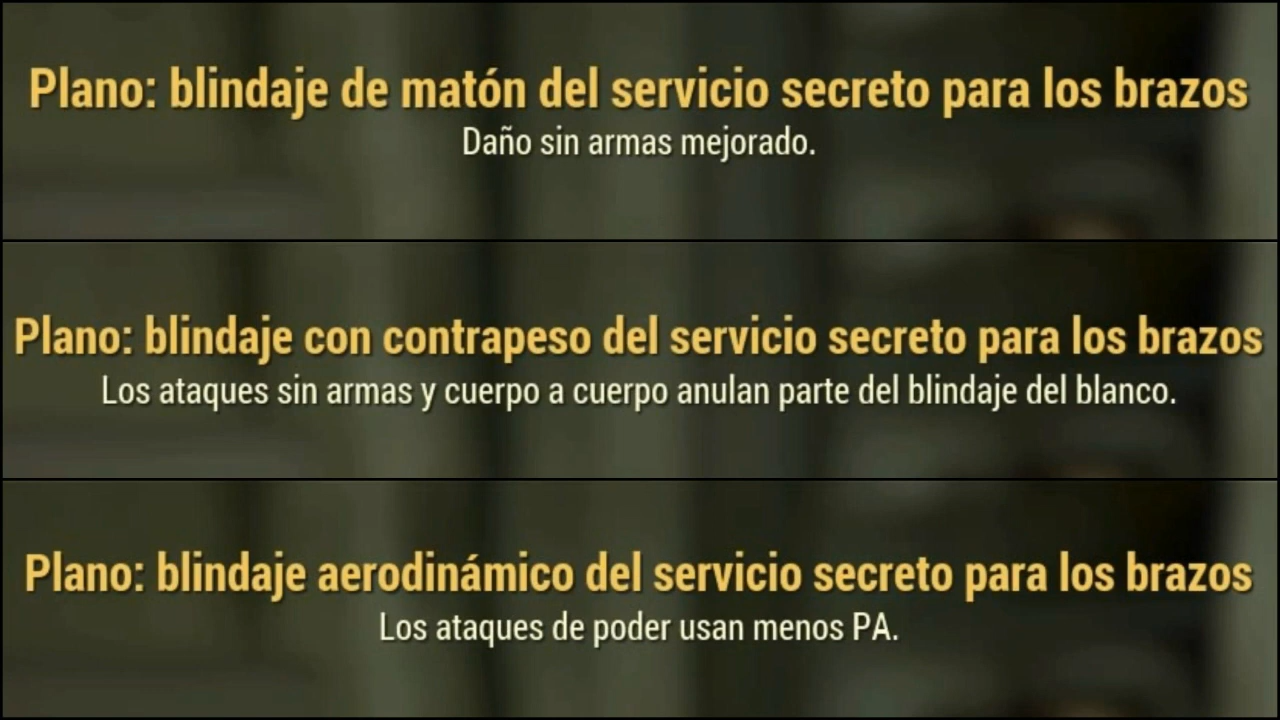 Plano: blindaje de matón del servicio secreto para los brazos
Daño sin armas mejorado.
Plano: blindaje con contrapeso del servicio secreto para los brazos
Los ataques sin armas y cuerpo a cuerpo anulan parte del blindaje del blanco.
Plano: blindaje aerodinámico del servicio secreto para los brazos
Los ataques de poder usan menos PA.